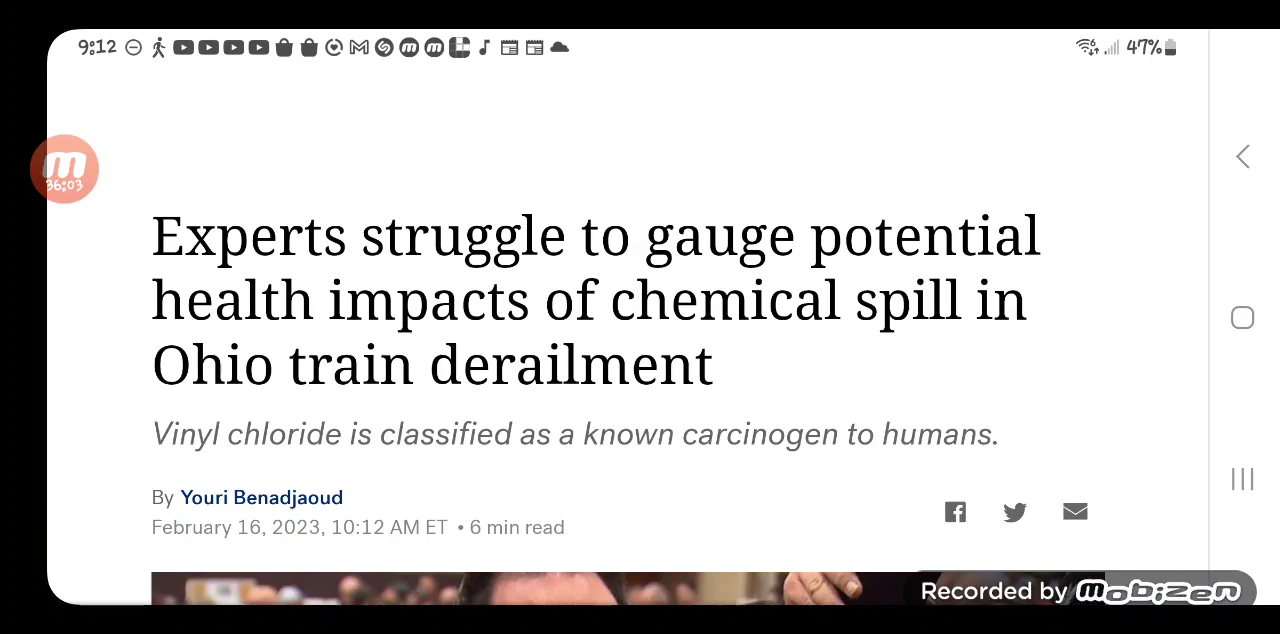 9:12
47%
m
36:03
Experts struggle to gauge potential
health impacts of chemical spill in
Ohio train derailment
Vinyl chloride is classified as a known carcinogen to humans.
By Youri Benadjaoud
February 16, 2023, 10:12 AM ET • 6 min read
Recorded by mobizen